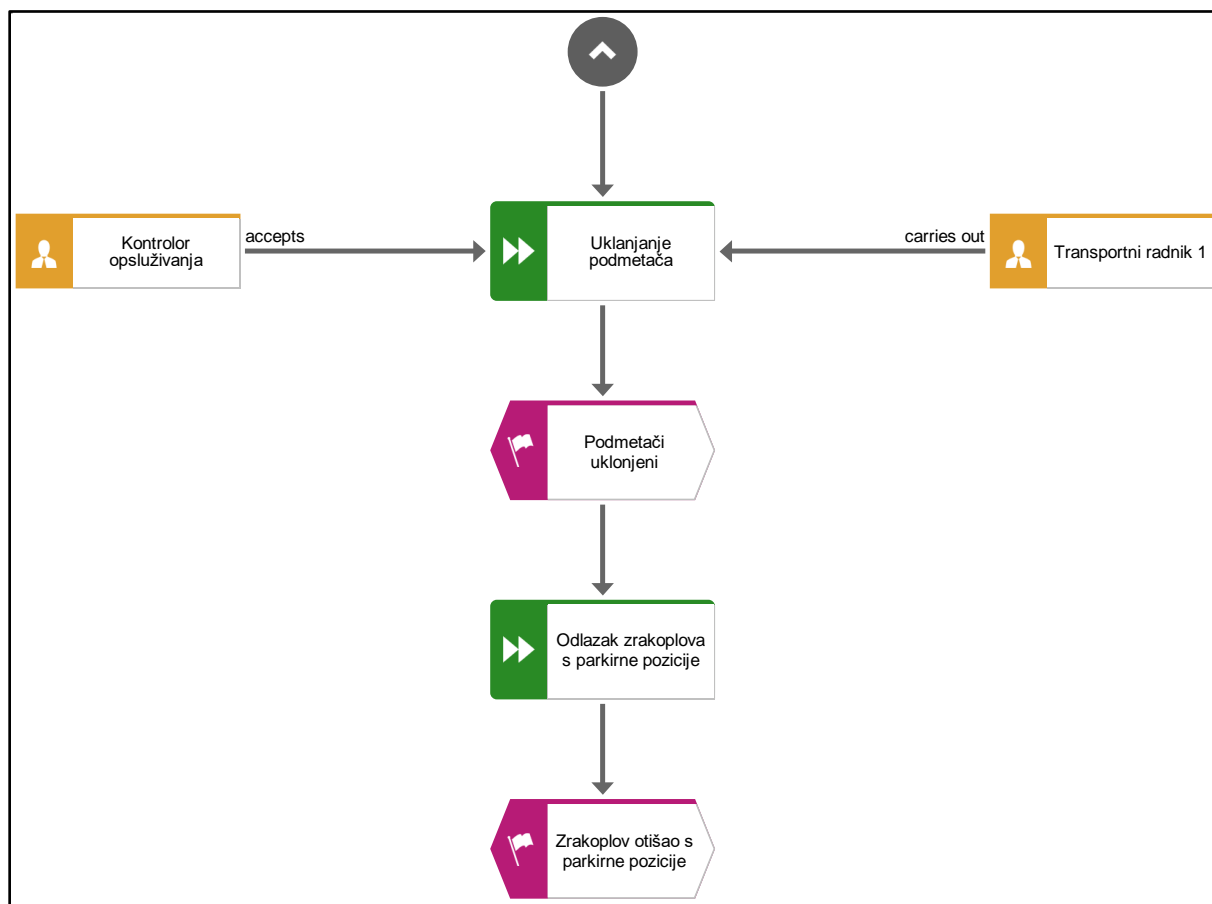 Kontrolor
opsluživanja
accepts
Uklanjanje
podmetača
carries out
Transportni radnik 1
Podmetači
uklonjeni
Odlazak zrakoplova
s parkirne pozicije
Zrakoplov otišao s
parkirne pozicije